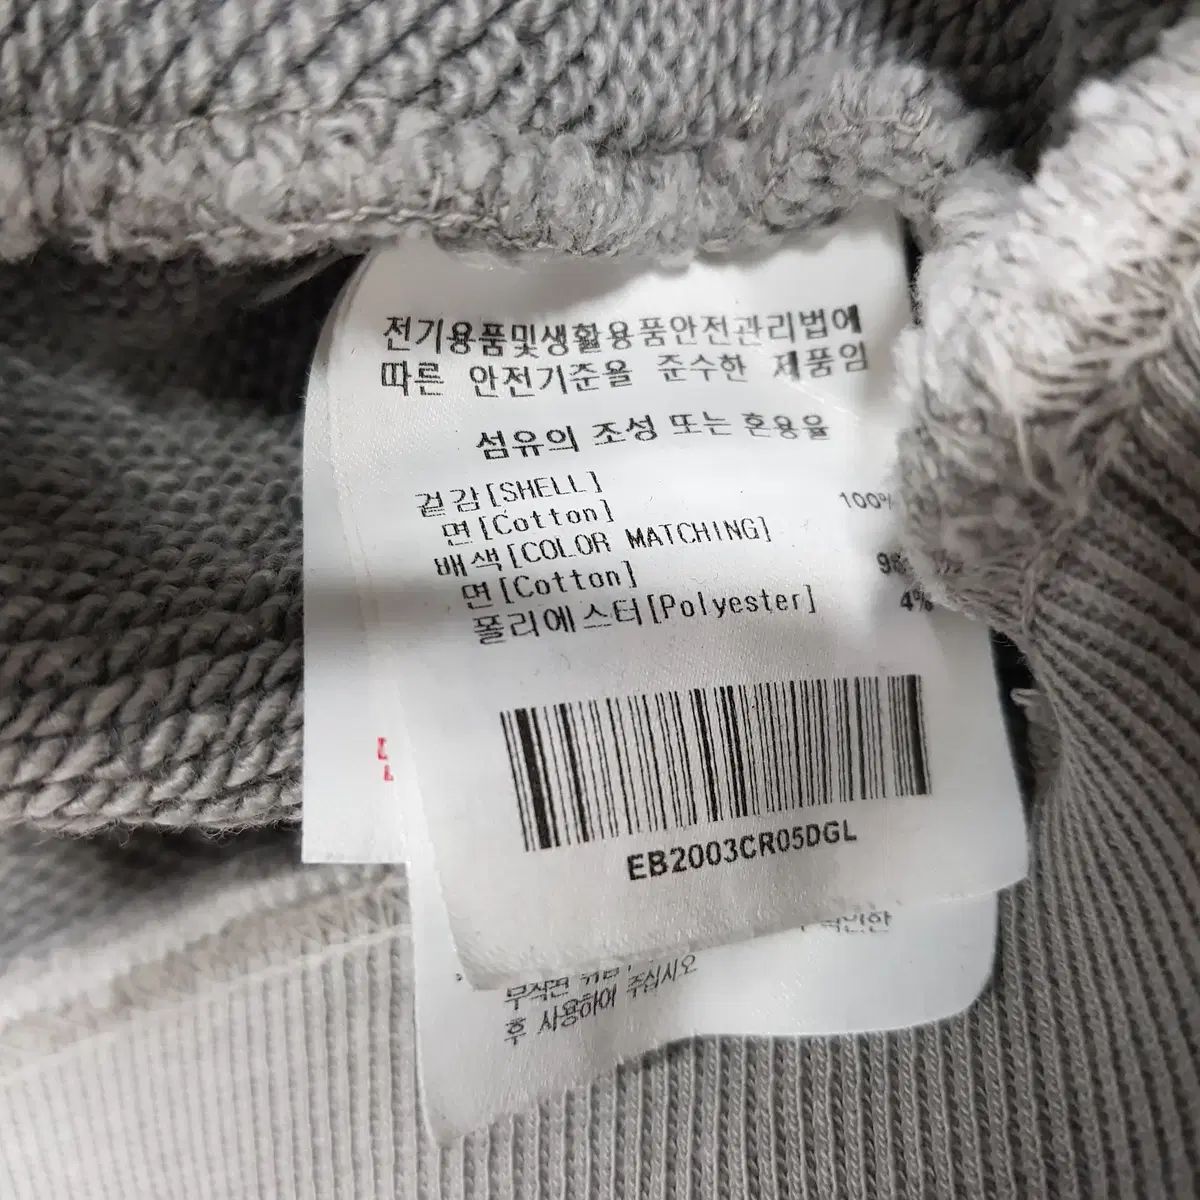 전기용품및생활용품안전관리법에
따른 안전기준을 준수한 제품임
섬유의 조성 또는 혼용율
겉감[SHELL]
면[Cotton] 100%
배색[COLOR MATCHING]
면[Cotton]
폴리에스터[Polyester] 4%
EB2003CR05DGL
후 사용하여 주십시오